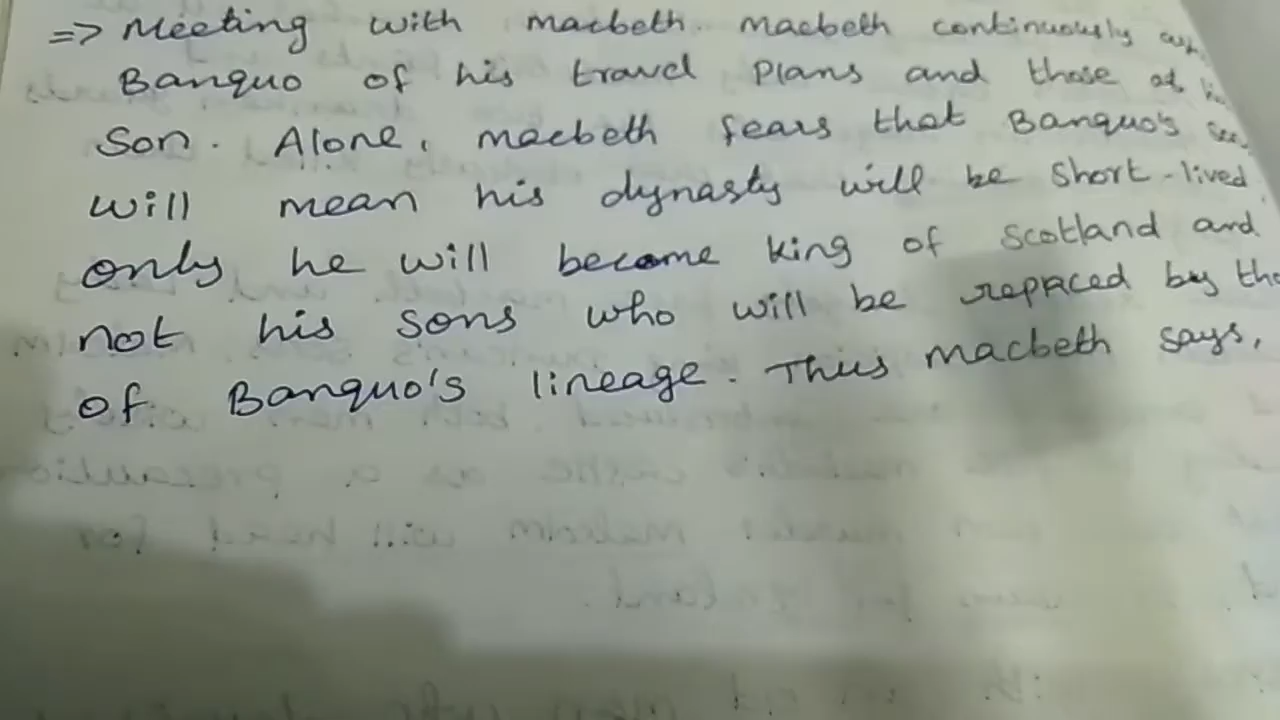 => Meeting with macbeth. macbeth continuously
Banquo of his travel Plans and those of
Son. Alone, macbeth fears that Banquo's
will mean his dynasty will be short-lived
only he will become king of Scotland and
not his sons who will be repaced by the
of Banquo's lineage. Thus macbeth says,